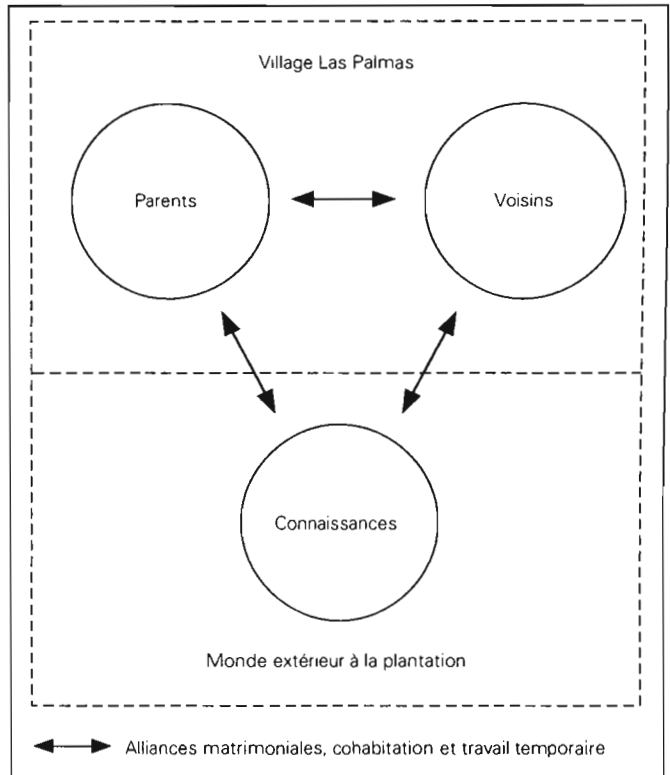 Village Las Palmas
Parents
Voisins
Connaissances
Monde extérieur à la plantation
Alliances matrimoniales, cohabitation et travail temporaire